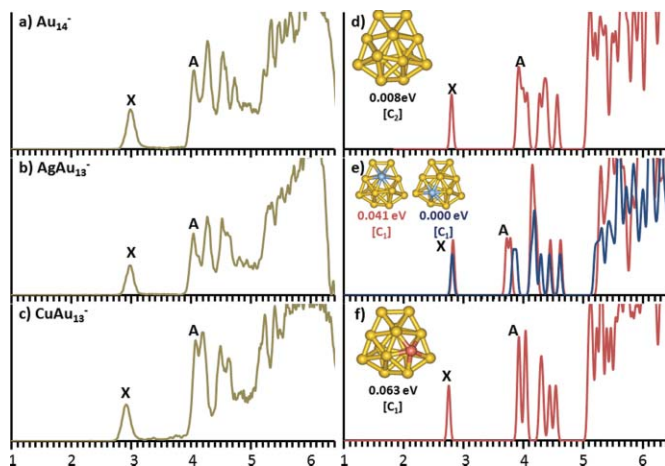 a) Au₁₄⁻
X
A
b) AgAu₁₃⁻
X
A
c) CuAu₁₃⁻
X
A
1 2 3 4 5 6
d)
0.008eV
[C₂]
X
A
e)
0.041 eV 0.000 eV
[C₁] [C₁]
X
A
f)
0.063 eV
[C₁]
X
A
1 2 3 4 5 6